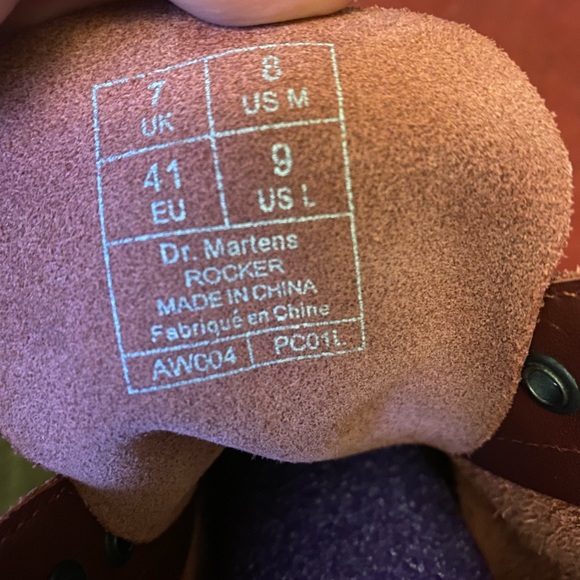 7 UK
8 US M
41 EU
9 US L
Dr. Martens
ROCKER
MADE IN CHINA
Fabriqué en Chine
AWC04 PC01L